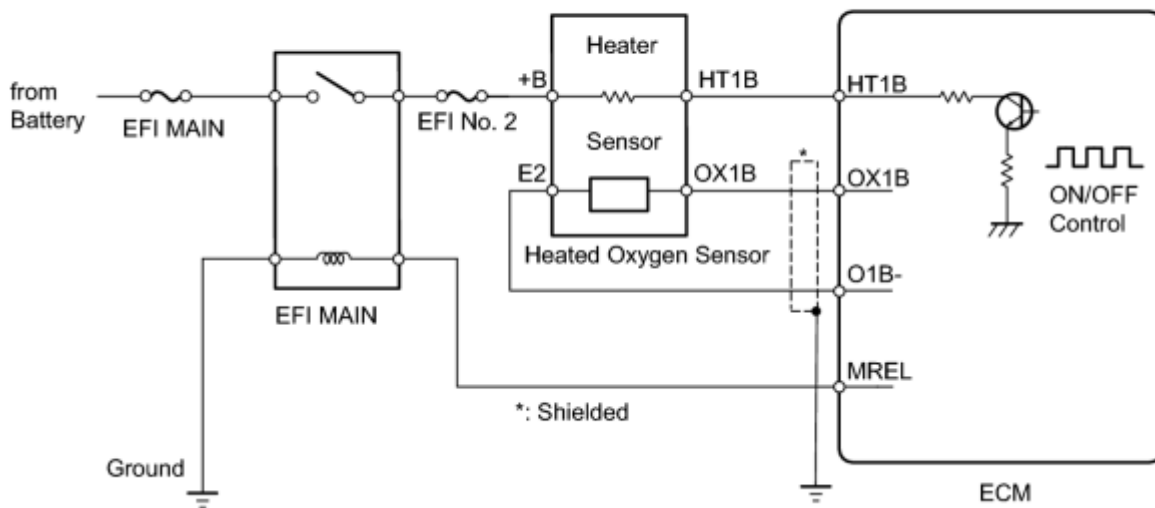 Heater
+B
HT1B
HT1B
from
Battery
EFI MAIN
EFI No. 2
Sensor
*
E2
OX1B
OX1B
ON/OFF
Control
Heated Oxygen Sensor
O1B-
EFI MAIN
MREL
*: Shielded
Ground
ECM